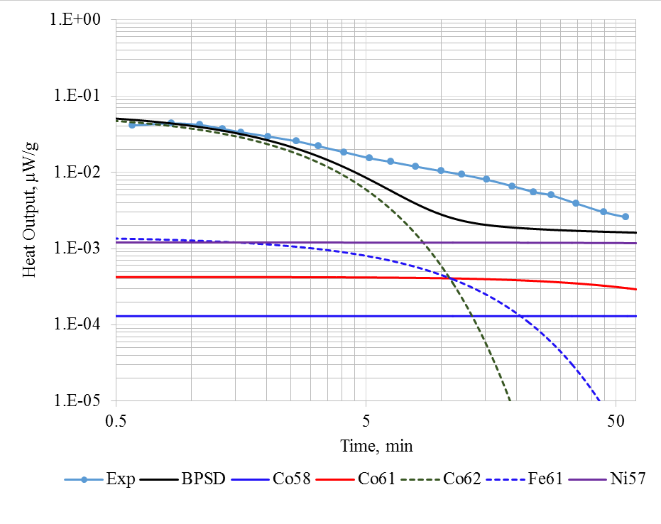 1.E+00
1.E-01
1.E-02
1.E-03
1.E-04
1.E-05
Heat Output, µW/g
0.5 5 50
Time, min
Exp BPSD Co58 Co61 Co62 Fe61 Ni57